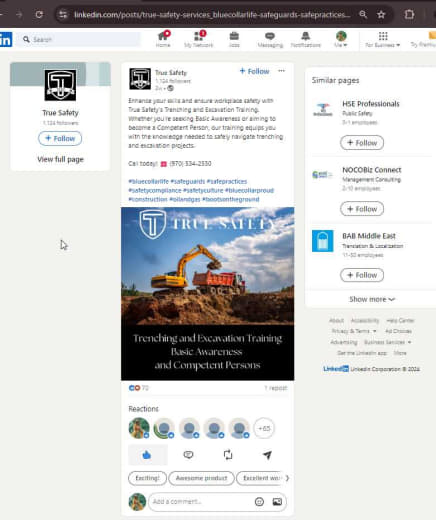 linkedin.com/posts/true-safety-services_bluecollarlife-safeguards-safepractices...
in
Search
Home
My Network
Jobs
Messaging
Notifications
Me
For Business
Try Premiu
True Safety
1,124 followers
+ Follow
View full page
True Safety
1,124 followers
2w
+ Follow
Enhance your skills and ensure workplace safety with
True Safety's Trenching and Excavation Training.
Whether you're seeking Basic Awareness or aiming to
become a Competent Person, our training equips you
with the knowledge needed to safely navigate trenching
and excavation projects.
Call today! (970) 534-2330
#bluecollarlife #safeguards #safepractices
#safetycompliance #safetyculture #bluecollarproud
#construction #oilandgas #bootsontheground
TRUE SAFETY
Trenching and Excavation Training
Basic Awareness
and Competent Persons
70
1 repost
Reactions
+65
Exciting!
Awesome product
Excellent wor
Add a comment...
Similar pages
HSE Professionals
Public Safety
0-1 employees
+ Follow
NOCOBiz Connect
Management Consulting
2-10 employees
+ Follow
BAB Middle East
Translation & Localization
11-50 employees
+ Follow
Show more
About Accessibility Help Center
Privacy & Terms Ad Choices
Advertising Business Services
Get the LinkedIn app More
LinkedIn LinkedIn Corporation © 2024